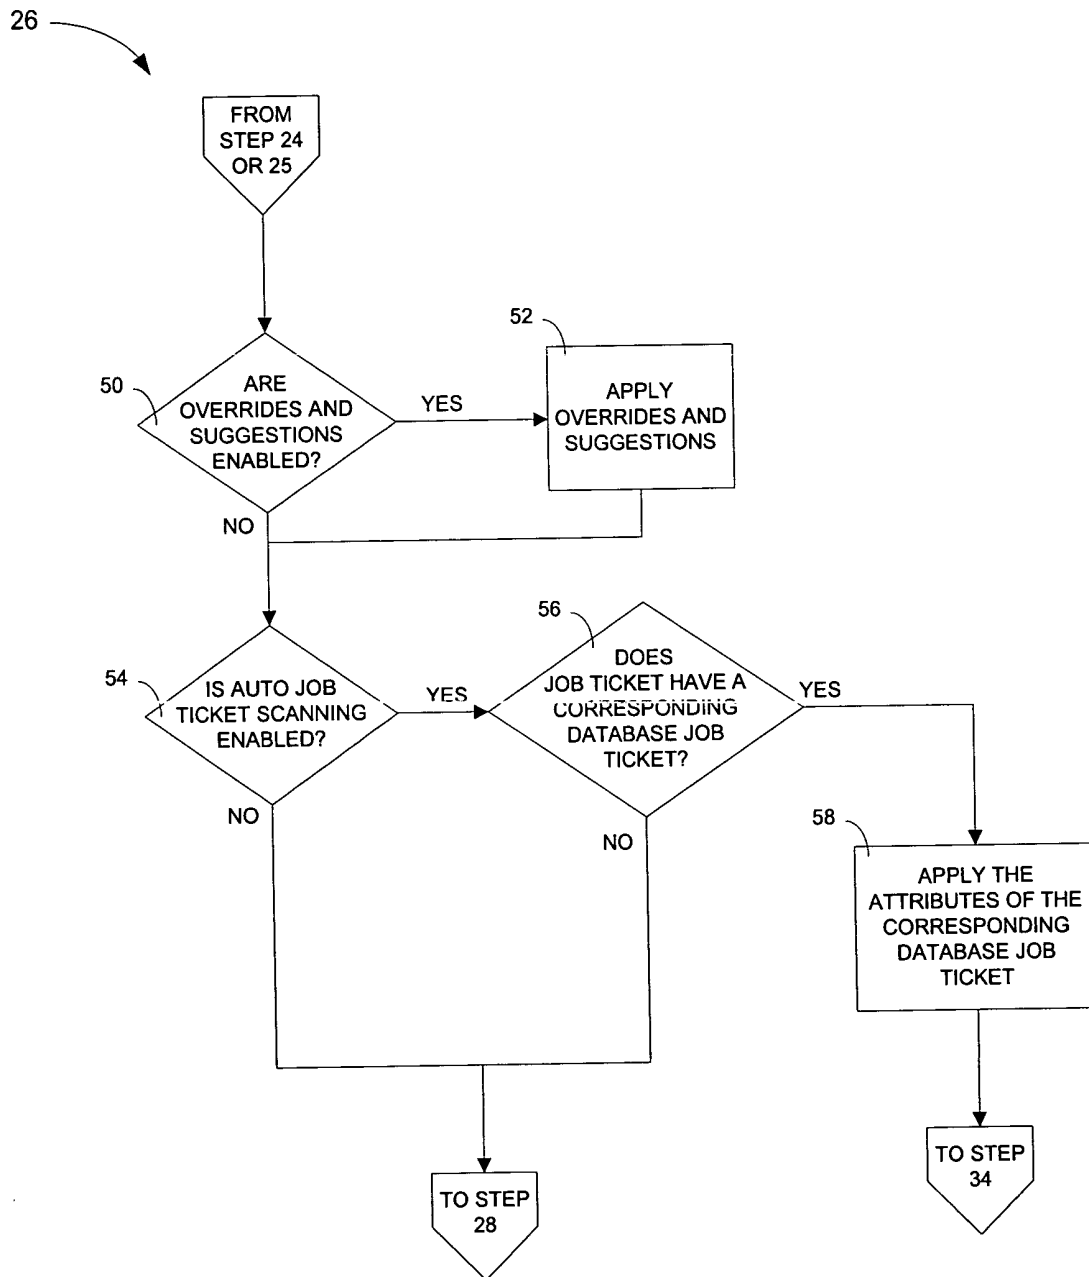 26
FROM
STEP 24
OR 25
50
ARE
OVERRIDES AND
SUGGESTIONS
ENABLED?
YES
NO
52
APPLY
OVERRIDES AND
SUGGESTIONS
54
IS AUTO JOB
TICKET SCANNING
ENABLED?
YES
NO
56
DOES
JOB TICKET HAVE A
CORRESPONDING
DATABASE JOB
TICKET?
YES
NO
58
APPLY THE
ATTRIBUTES OF THE
CORRESPONDING
DATABASE JOB
TICKET
TO STEP
34
TO STEP
28